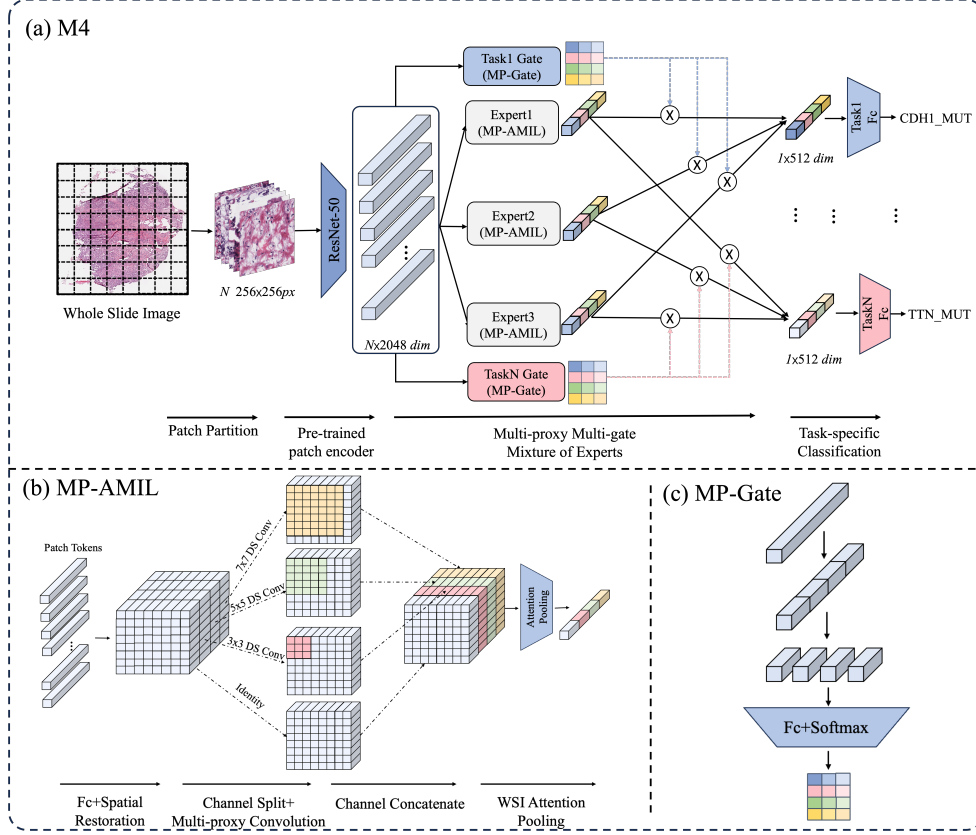 (a) M4
Task1 Gate
(MP-Gate)
Expert1
(MP-AMIL)
Expert2
(MP-AMIL)
Expert3
(MP-AMIL)
TaskN Gate
(MP-Gate)
ResNet-50
X
X
X
X
X
X
Task1
Fc
CDH1_MUT
1x512 dim
TaskN
Fc
TTN_MUT
1x512 dim
Whole Slide Image
N 256x256px
Nx2048 dim
Patch Partition
Pre-trained
patch encoder
Multi-proxy Multi-gate
Mixture of Experts
Task-specific
Classification
(b) MP-AMIL
Patch Tokens
7x7 DS Conv
5x5 DS Conv
3x3 DS Conv
Identity
Attention
Pooling
Fc+Spatial
Restoration
Channel Split+
Multi-proxy Convolution
Channel Concatenate
WSI Attention
Pooling
(c) MP-Gate
Fc+Softmax